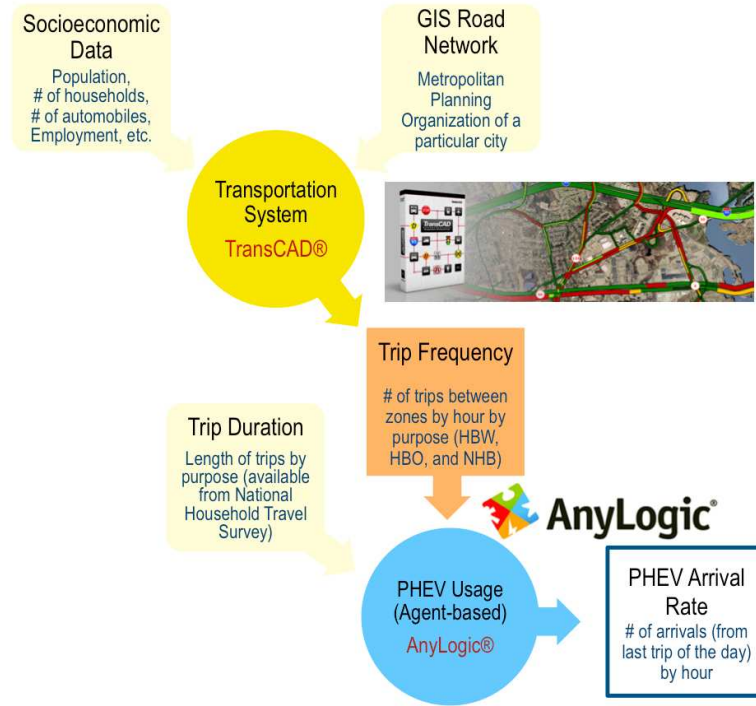 Socioeconomic
Data
Population,
# of households,
# of automobiles,
Employment, etc.
GIS Road
Network
Metropolitan
Planning
Organization of a
particular city
Transportation
System
TransCAD®
TransCAD
Trip Frequency
# of trips between
zones by hour by
purpose (HBW,
HBO, and NHB)
Trip Duration
Length of trips by
purpose (available
from National
Household Travel
Survey)
AnyLogic®
PHEV Usage
(Agent-based)
AnyLogic®
PHEV Arrival
Rate
# of arrivals (from
last trip of the day)
by hour